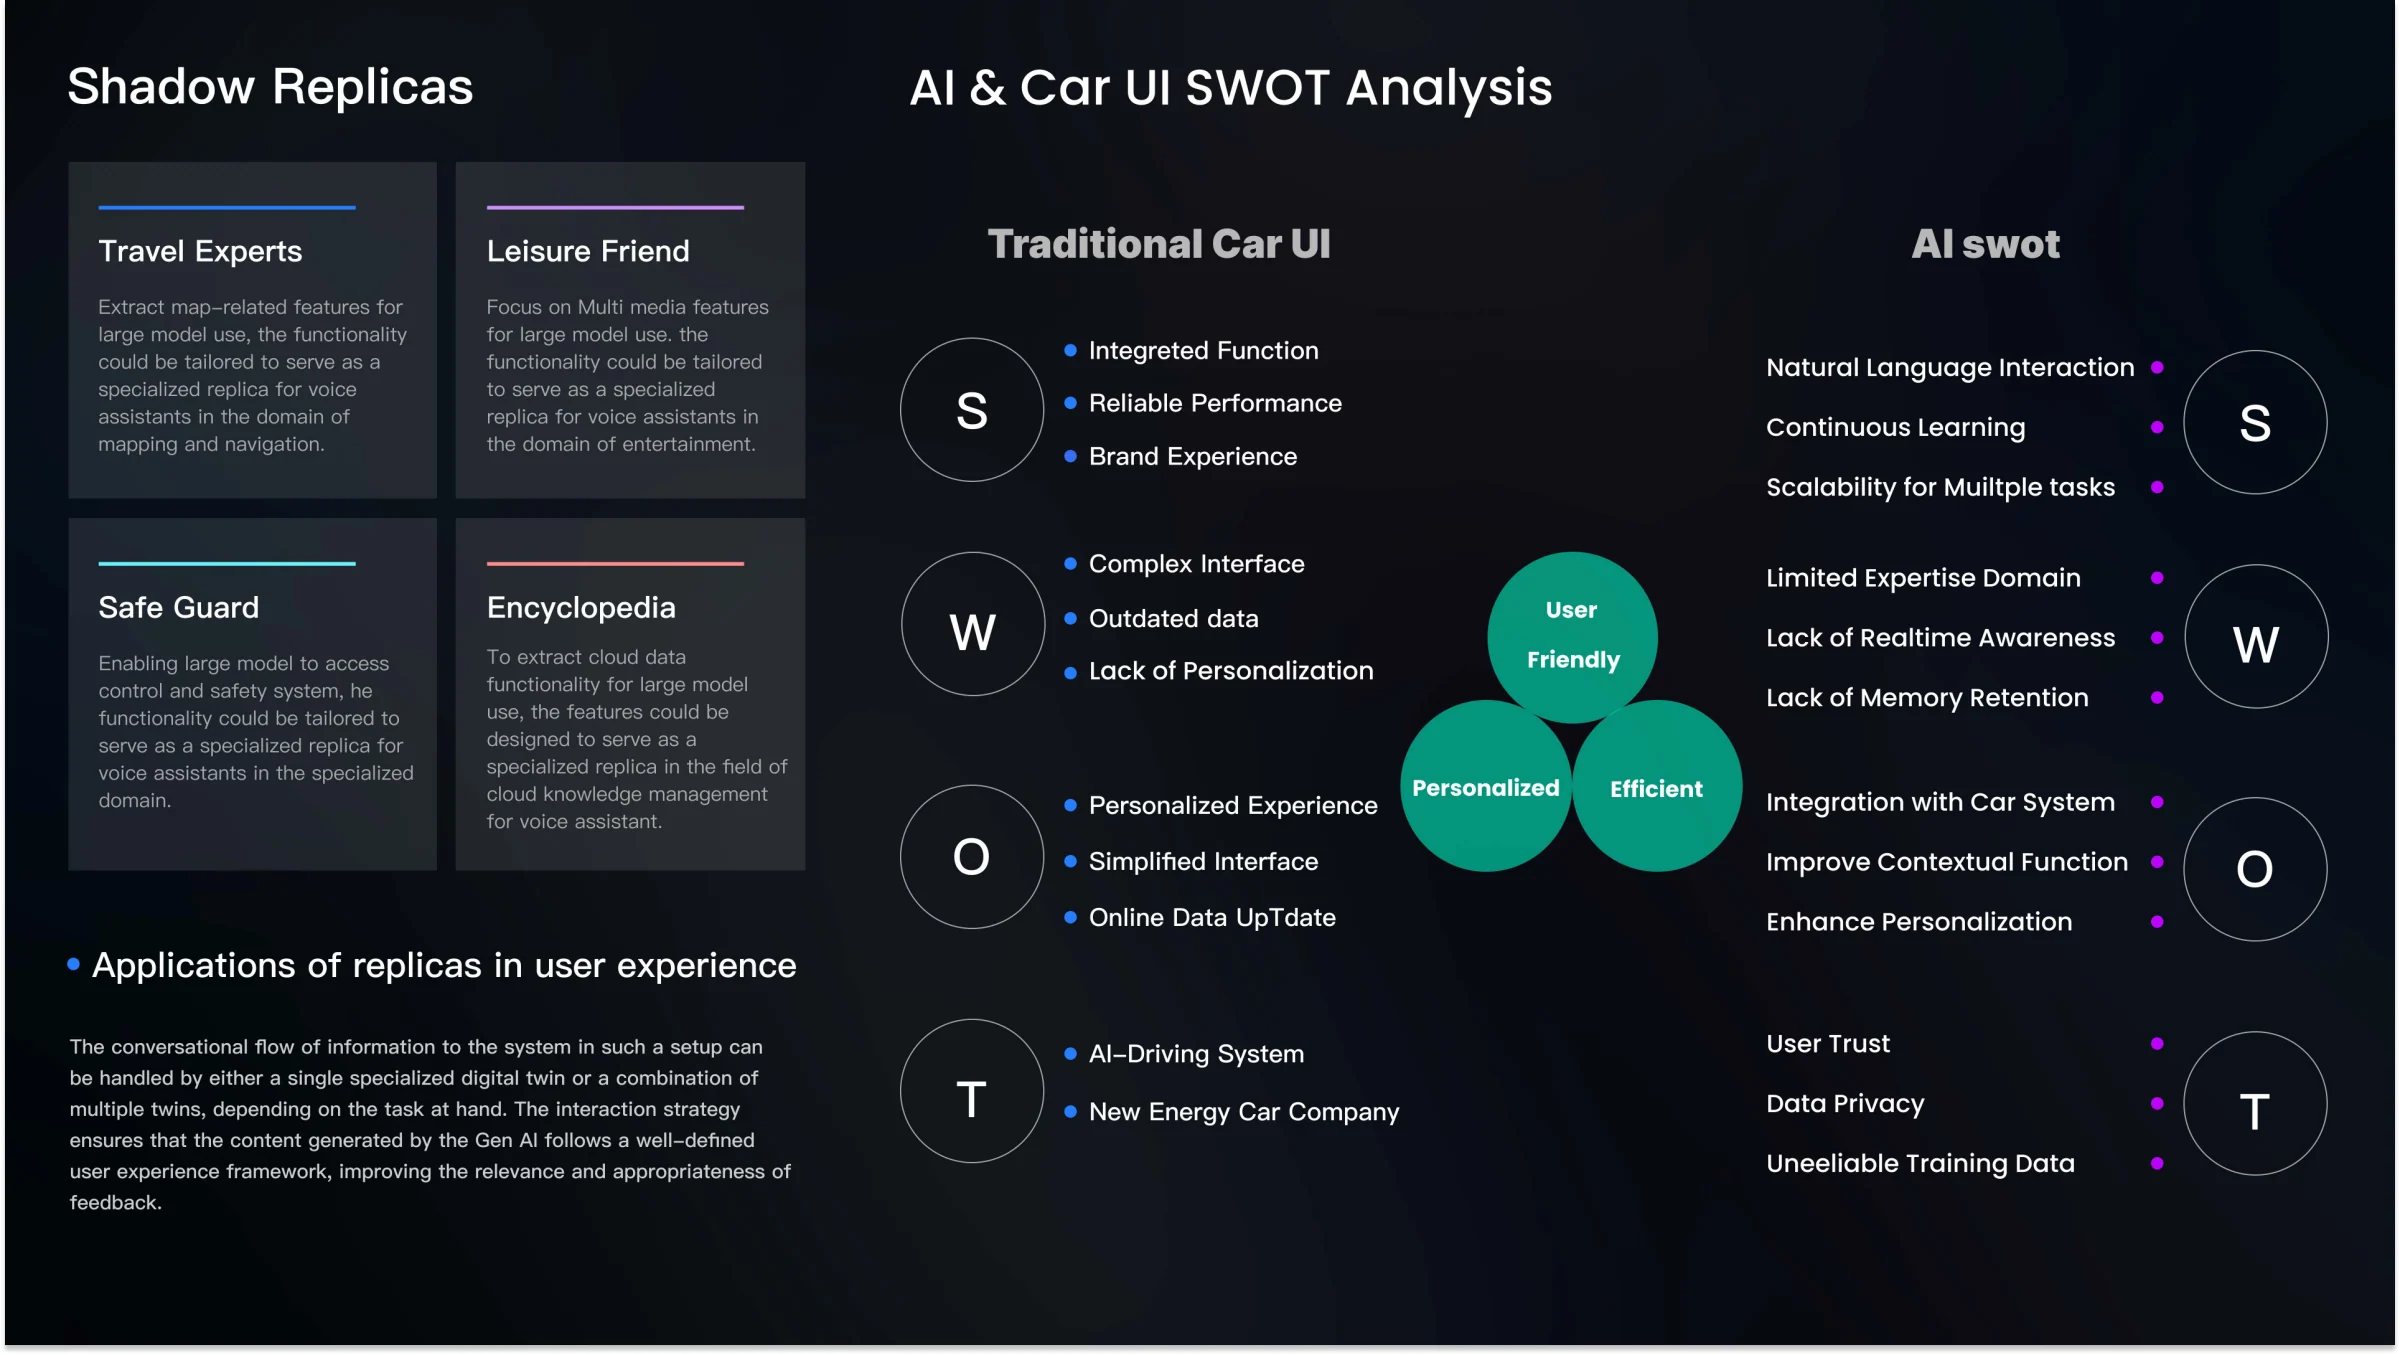 Shadow Replicas
Travel Experts
Extract map-related features for
large model use, the functionality
could be tailored to serve as a
specialized replica for voice
assistants in the domain of
mapping and navigation.
Leisure Friend
Focus on Multi media features
for large model use. the
functionality could be tailored
to serve as a specialized
replica for voice assistants in
the domain of entertainment.
Safe Guard
Enabling large model to access
control and safety system, he
functionality could be tailored to
serve as a specialized replica for
voice assistants in the specialized
domain.
Encyclopedia
To extract cloud data
functionality for large model
use, the features could be
designed to serve as a
specialized replica in the field of
cloud knowledge management
for voice assistant.
Applications of replicas in user experience
The conversational flow of information to the system in such a setup can
be handled by either a single specialized digital twin or a combination of
multiple twins, depending on the task at hand. The interaction strategy
ensures that the content generated by the Gen AI follows a well-defined
user experience framework, improving the relevance and appropriateness of
feedback.
AI & Car UI SWOT Analysis
Traditional Car UI
S
Integreted Function
Reliable Performance
Brand Experience
W
Complex Interface
Outdated data
Lack of Personalization
O
Personalized Experience
Simplified Interface
Online Data UpTdate
T
AI-Driving System
New Energy Car Company
User
Friendly
Personalized
Efficient
AI swot
Natural Language Interaction
Continuous Learning
Scalability for Muiltple tasks
S
Limited Expertise Domain
Lack of Realtime Awareness
Lack of Memory Retention
W
Integration with Car System
Improve Contextual Function
Enhance Personalization
O
User Trust
Data Privacy
Uneeliable Training Data
T